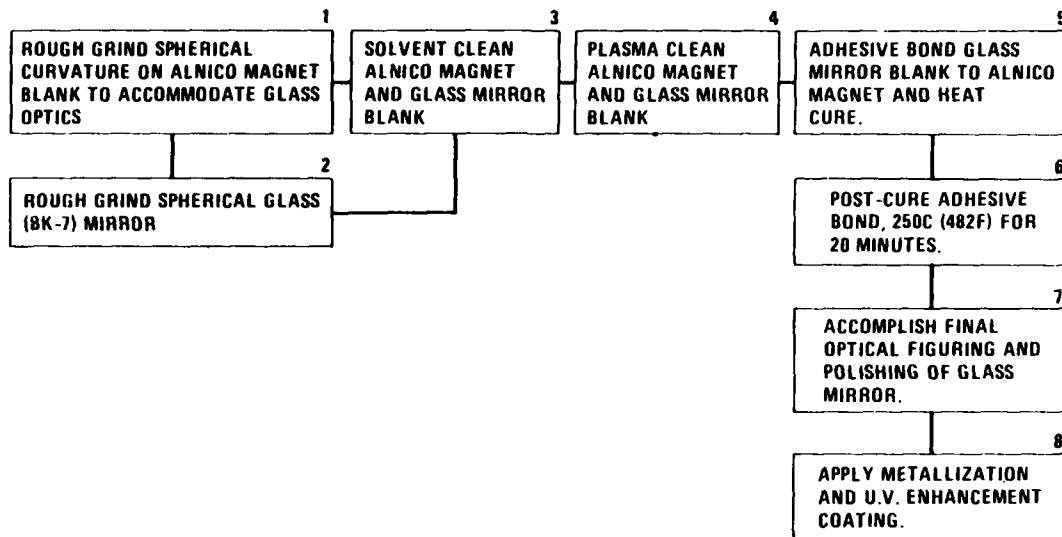 1
ROUGH GRIND SPHERICAL
CURVATURE ON ALNICO MAGNET
BLANK TO ACCOMMODATE GLASS
OPTICS
2
ROUGH GRIND SPHERICAL GLASS
(BK-7) MIRROR
3
SOLVENT CLEAN
ALNICO MAGNET
AND GLASS MIRROR
BLANK
4
PLASMA CLEAN
ALNICO MAGNET
AND GLASS MIRROR
BLANK
5
ADHESIVE BOND GLASS
MIRROR BLANK TO ALNICO
MAGNET AND HEAT
CURE.
6
POST-CURE ADHESIVE
BOND, 250C (482F) FOR
20 MINUTES.
7
ACCOMPLISH FINAL
OPTICAL FIGURING AND
POLISHING OF GLASS
MIRROR.
8
APPLY METALLIZATION
AND U.V. ENHANCEMENT
COATING.